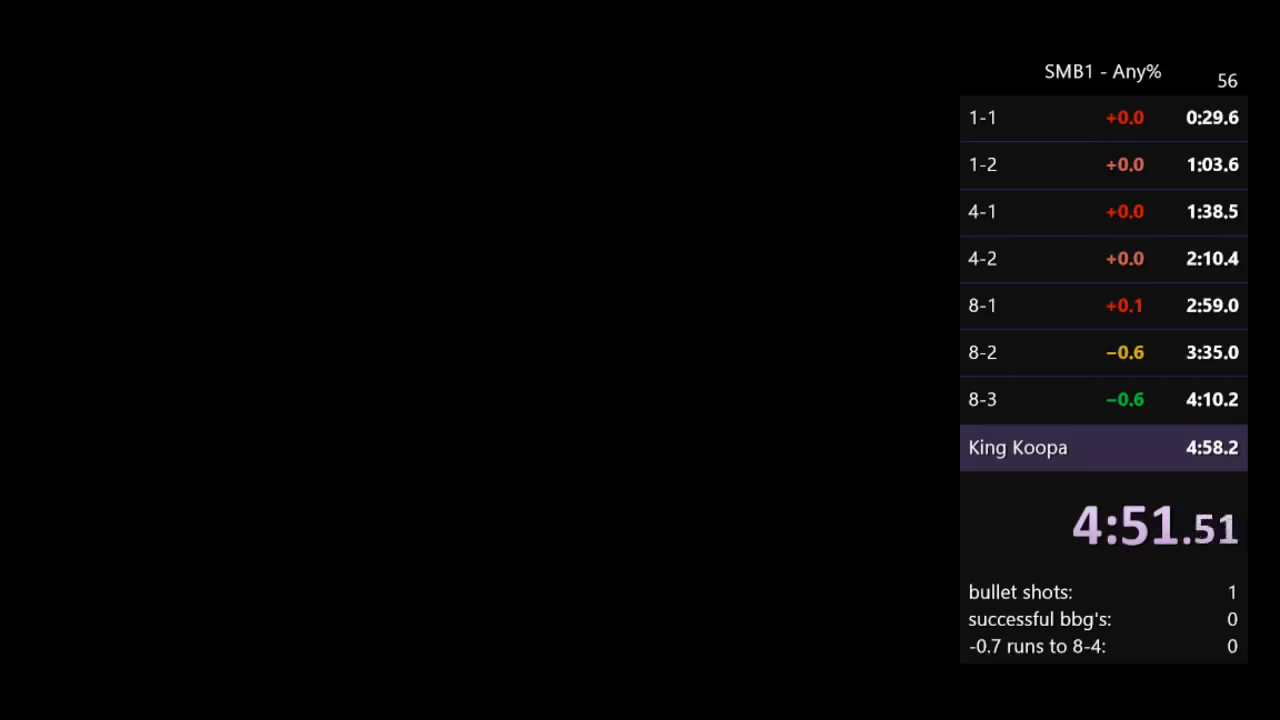 SMB1 - Any%
56
1-1 +0.0 0:29.6
1-2 +0.0 1:03.6
4-1 +0.0 1:38.5
4-2 +0.0 2:10.4
8-1 +0.1 2:59.0
8-2 −0.6 3:35.0
8-3 −0.6 4:10.2
King Koopa 4:58.2
4:51.51
bullet shots: 1
successful bbg's: 0
-0.7 runs to 8-4: 0